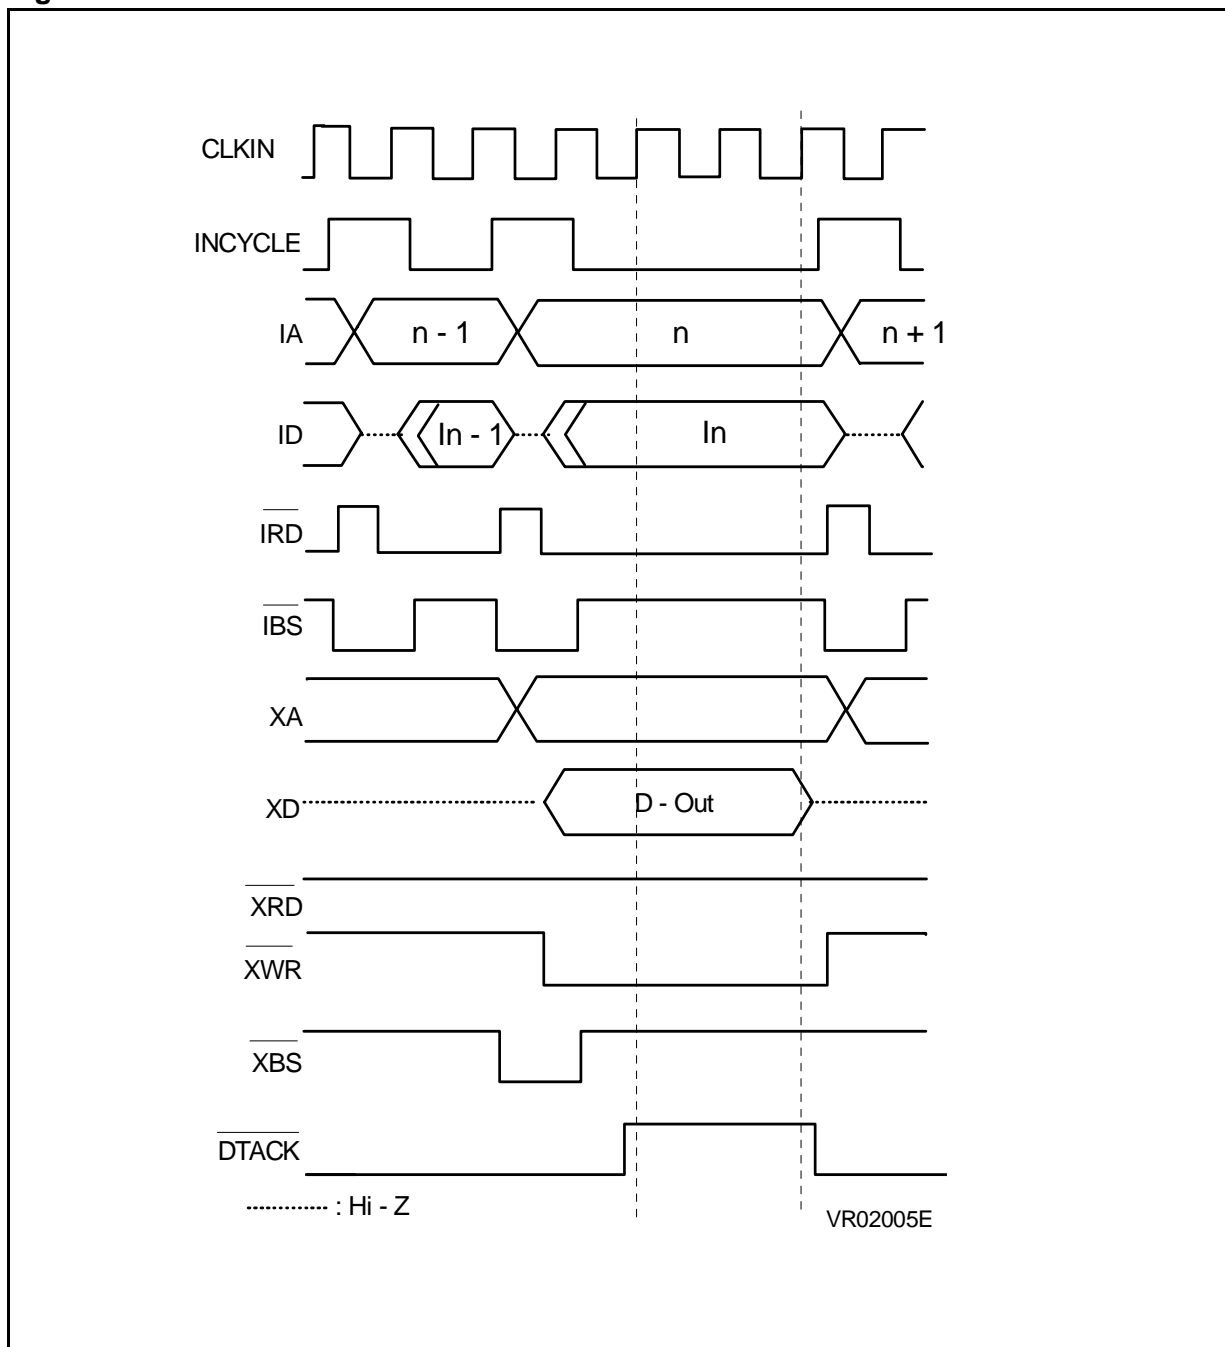 CLKIN
INCYCLE
IA n - 1 n n + 1
ID In - 1 In
IRD
IBS
XA
XD D - Out
XRD
XWR
XBS
DTACK
: Hi - Z
VR02005E